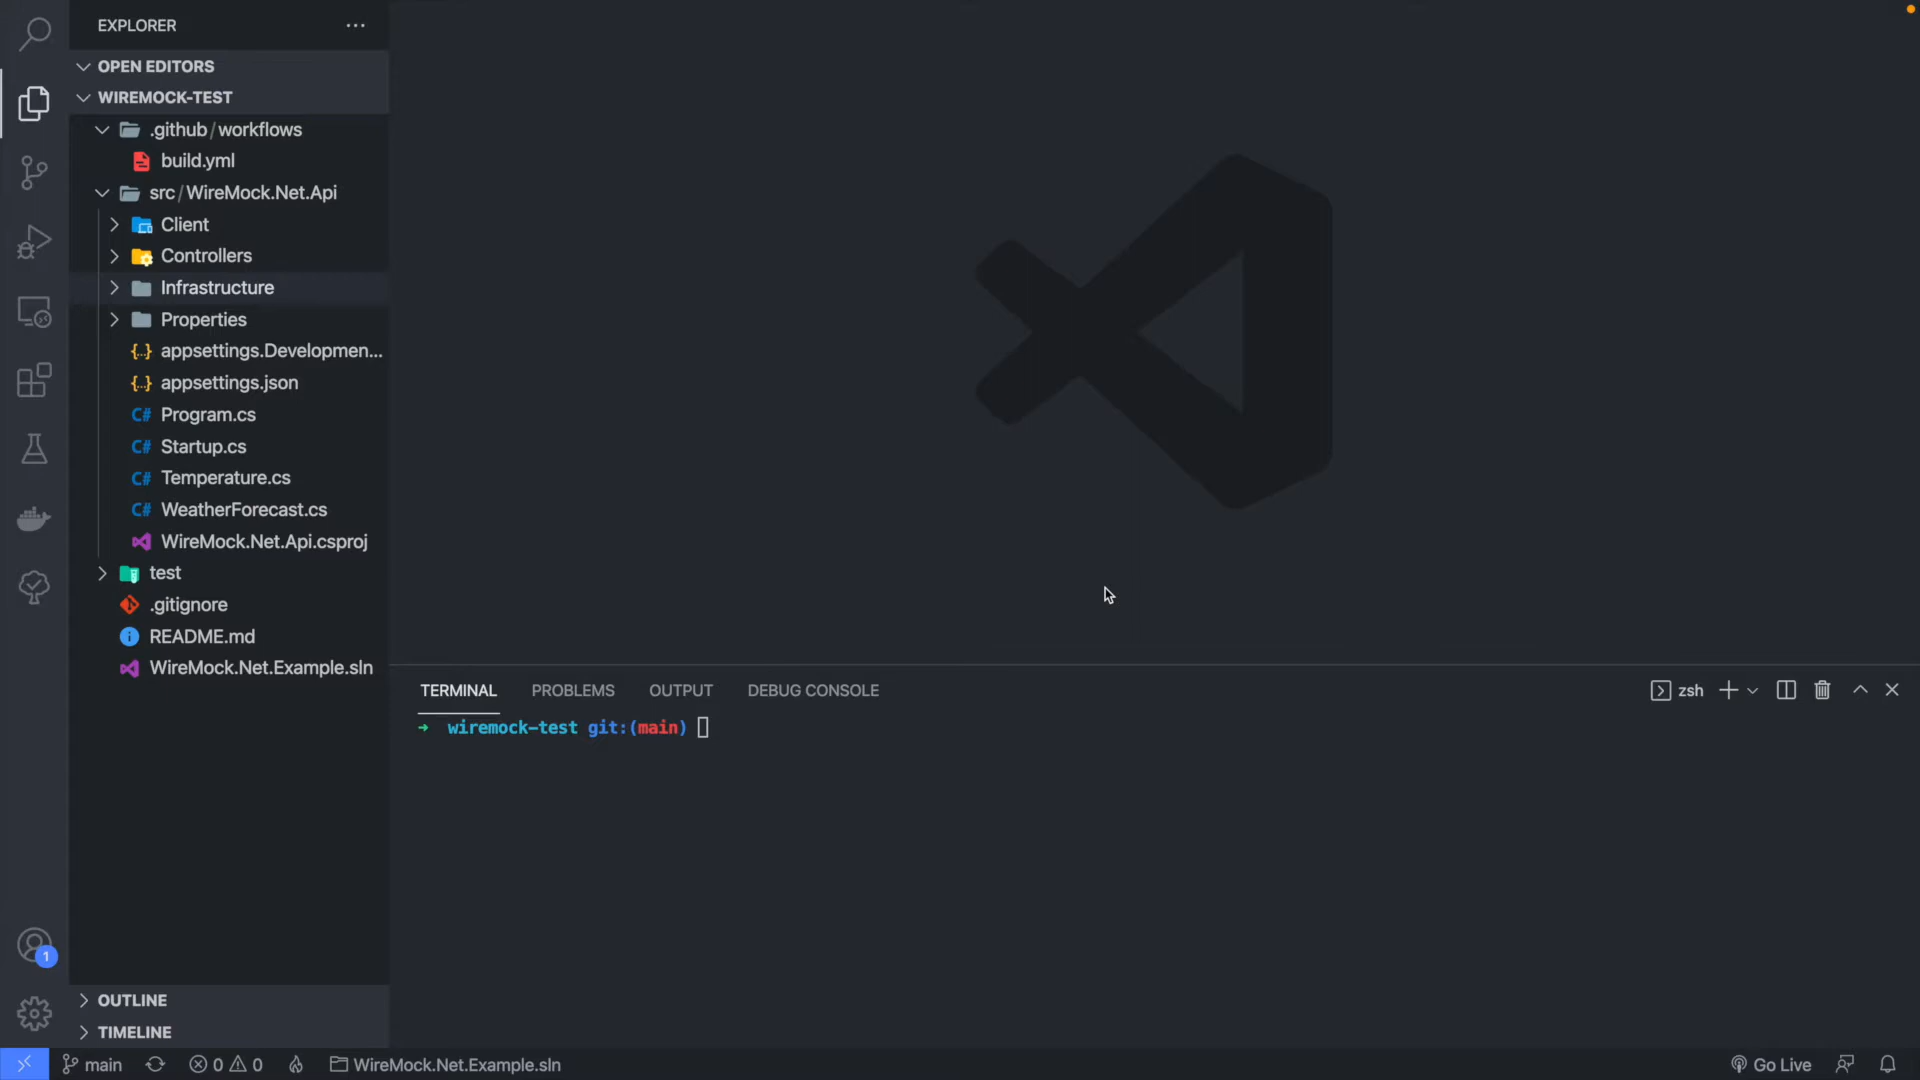 EXPLORER
OPEN EDITORS
WIREMOCK-TEST
.github/workflows
build.yml
src/WireMock.Net.Api
Client
Controllers
Infrastructure
Properties
{..} appsettings.Developmen...
{..} appsettings.json
C# Program.cs
C# Startup.cs
C# Temperature.cs
C# WeatherForecast.cs
WireMock.Net.Api.csproj
test
.gitignore
README.md
WireMock.Net.Example.sln
TERMINAL PROBLEMS OUTPUT DEBUG CONSOLE zsh
→ wiremock-test git:(main)
1
OUTLINE
TIMELINE
main 0 0 WireMock.Net.Example.sln Go Live